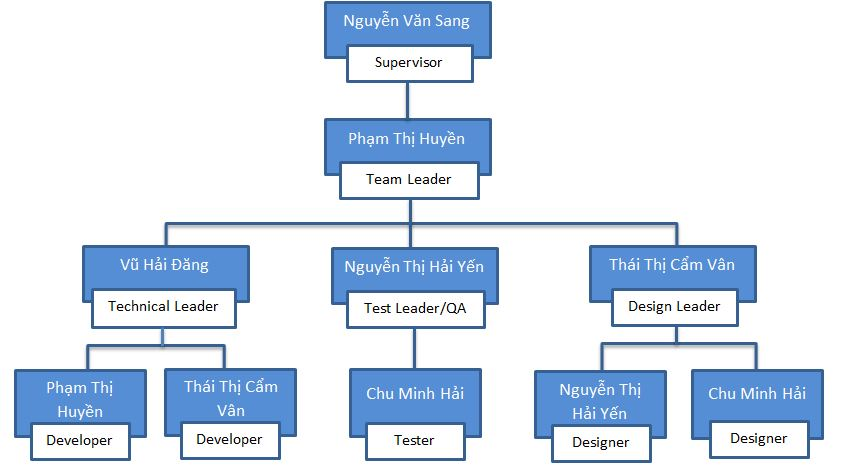 Nguyễn Văn Sang
Supervisor
Phạm Thị Huyền
Team Leader
Vũ Hải Đăng
Technical Leader
Nguyễn Thị Hải Yến
Test Leader/QA
Thái Thị Cẩm Vân
Design Leader
Phạm Thị
Huyền
Developer
Thái Thị Cẩm
Vân
Developer
Chu Minh Hải
Tester
Nguyễn Thị
Hải Yến
Designer
Chu Minh Hải
Designer